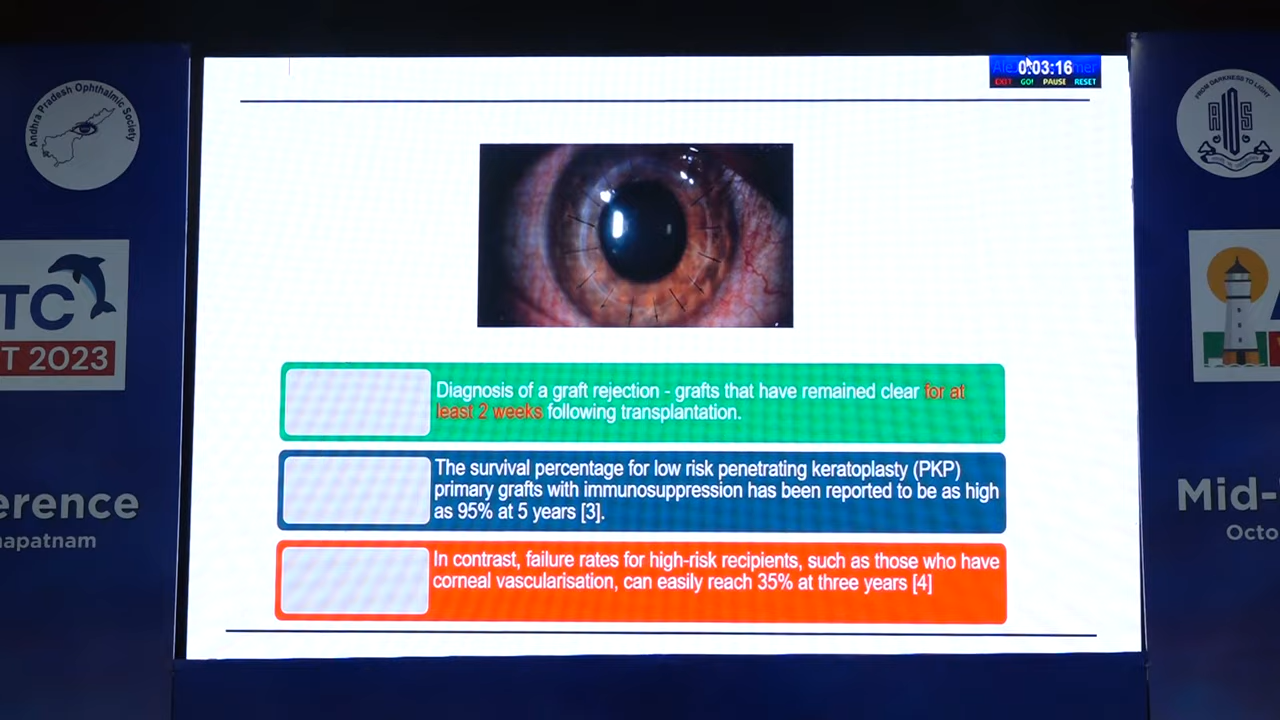 Andhra Pradesh Ophthalmic Society
TC
T 2023
erence
apatnam
0:03:16
EXIT GO! PAUSE RESET
Diagnosis of a graft rejection - grafts that have remained clear for at
least 2 weeks following transplantation.
The survival percentage for low risk penetrating keratoplasty (PKP)
primary grafts with immunosuppression has been reported to be as high
as 95% at 5 years [3].
In contrast, failure rates for high-risk recipients, such as those who have
corneal vascularisation, can easily reach 35% at three years [4]
FROM DARKNESS TO LIGHT
AIOS
A
Mid-
Octo